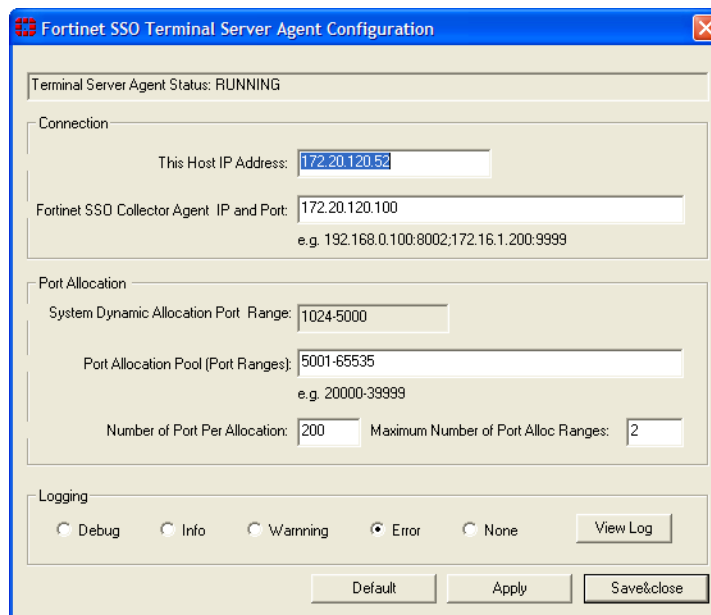 Fortinet SSO Terminal Server Agent Configuration
Terminal Server Agent Status: RUNNING
Connection
This Host IP Address: 172.20.120.52
Fortinet SSO Collector Agent IP and Port: 172.20.120.100
e.g. 192.168.0.100:8002;172.16.1.200:9999
Port Allocation
System Dynamic Allocation Port Range: 1024-5000
Port Allocation Pool (Port Ranges): 5001-65535
e.g. 20000-39999
Number of Port Per Allocation: 200 Maximum Number of Port Alloc Ranges: 2
Logging
Debug Info Warnning Error None View Log
Default Apply Save&close